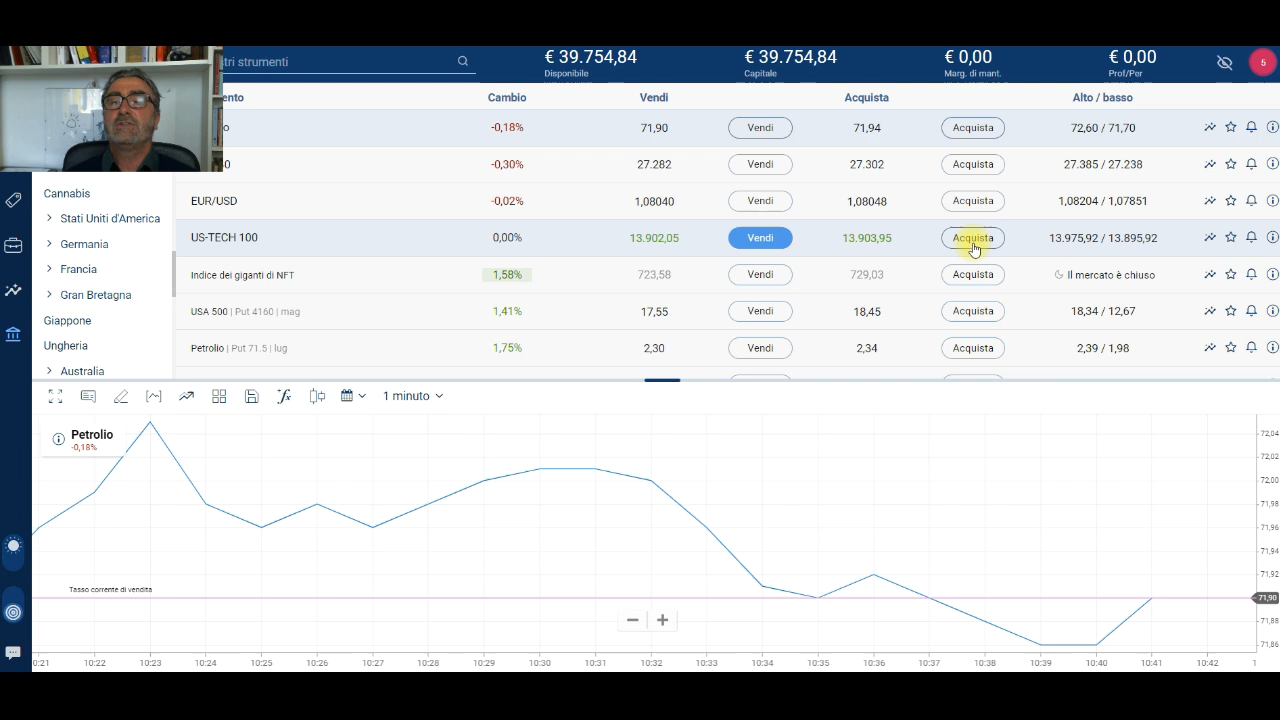 tri strumenti
€ 39.754,84 € 39.754,84 € 0,00 € 0,00 5
Disponibile Capitale Marg. di mant. Prof/Per
ento Cambio Vendi Acquista Alto / basso
o -0,18% 71,90 Vendi 71,94 Acquista 72,60 / 71,70
0 -0,30% 27.282 Vendi 27.302 Acquista 27.385 / 27.238
EUR/USD -0,02% 1,08040 Vendi 1,08048 Acquista 1,08204 / 1,07851
US-TECH 100 0,00% 13.902,05 Vendi 13.903,95 Acquista 13.975,92 / 13.895,92
Indice dei giganti di NFT 1,58% 723,58 Vendi 729,03 Acquista Il mercato è chiuso
USA 500 | Put 4160 | mag 1,41% 17,55 Vendi 18,45 Acquista 18,34 / 12,67
Petrolio | Put 71.5 | lug 1,75% 2,30 Vendi 2,34 Acquista 2,39 / 1,98
Cannabis
Stati Uniti d'America
Germania
Francia
Gran Bretagna
Giappone
Ungheria
Australia
1 minuto
Petrolio
-0,18%
Tasso corrente di vendita
72,04
72,02
72,00
71,98
71,96
71,94
71,92
71,90
71,88
71,86
0:21 10:22 10:23 10:24 10:25 10:26 10:27 10:28 10:29 10:30 10:31 10:32 10:33 10:34 10:35 10:36 10:37 10:38 10:39 10:40 10:41 10:42 1